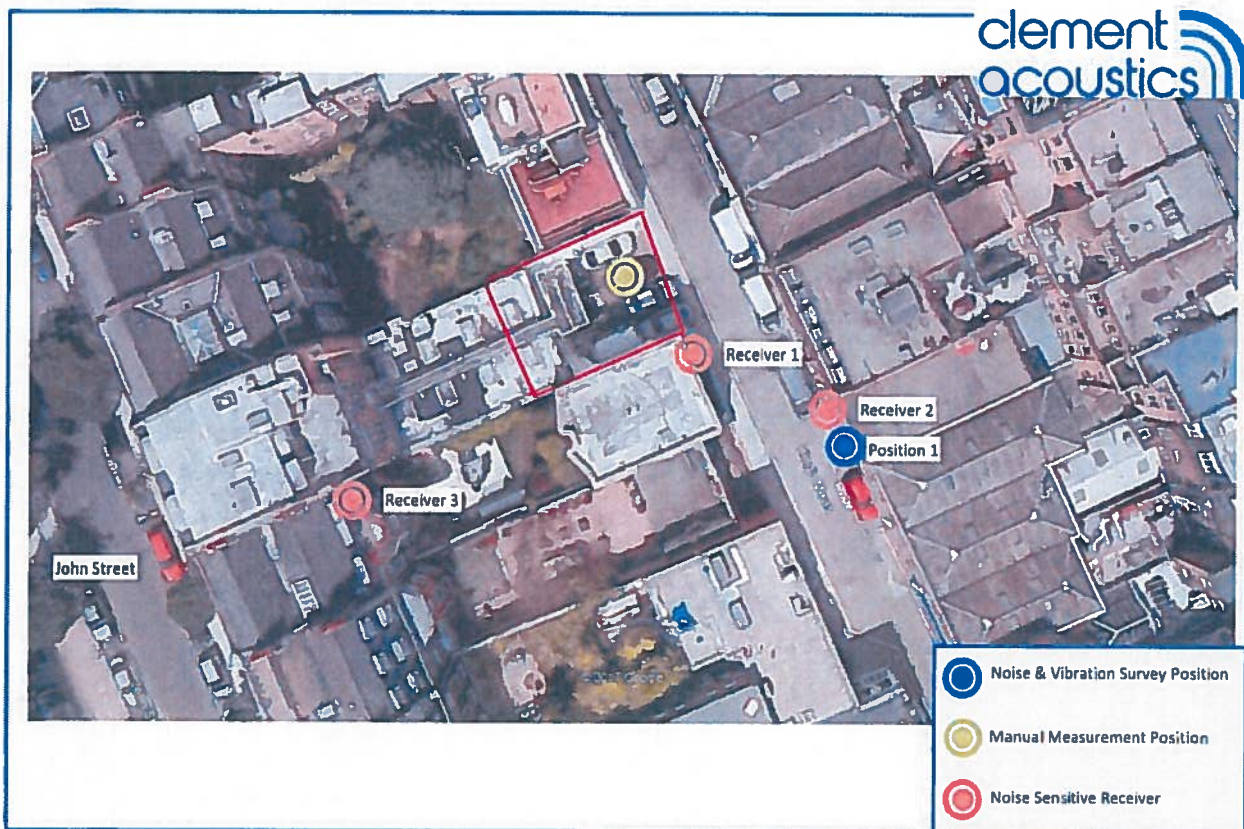 clement
acoustics
Receiver 1
Receiver 2
Position 1
Receiver 3
John Street
Noise & Vibration Survey Position
Manual Measurement Position
Noise Sensitive Receiver